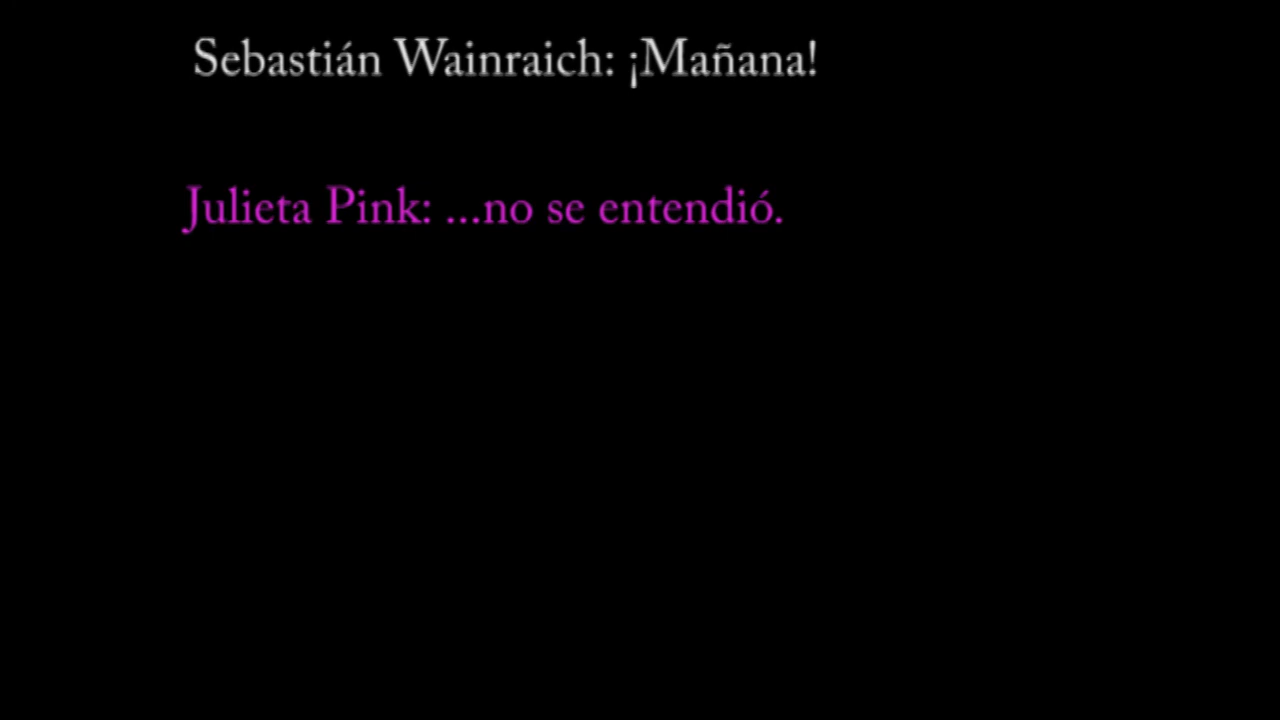 Sebastián Wainraich: ¡Mañana!
Julieta Pink: ...no se entendió.